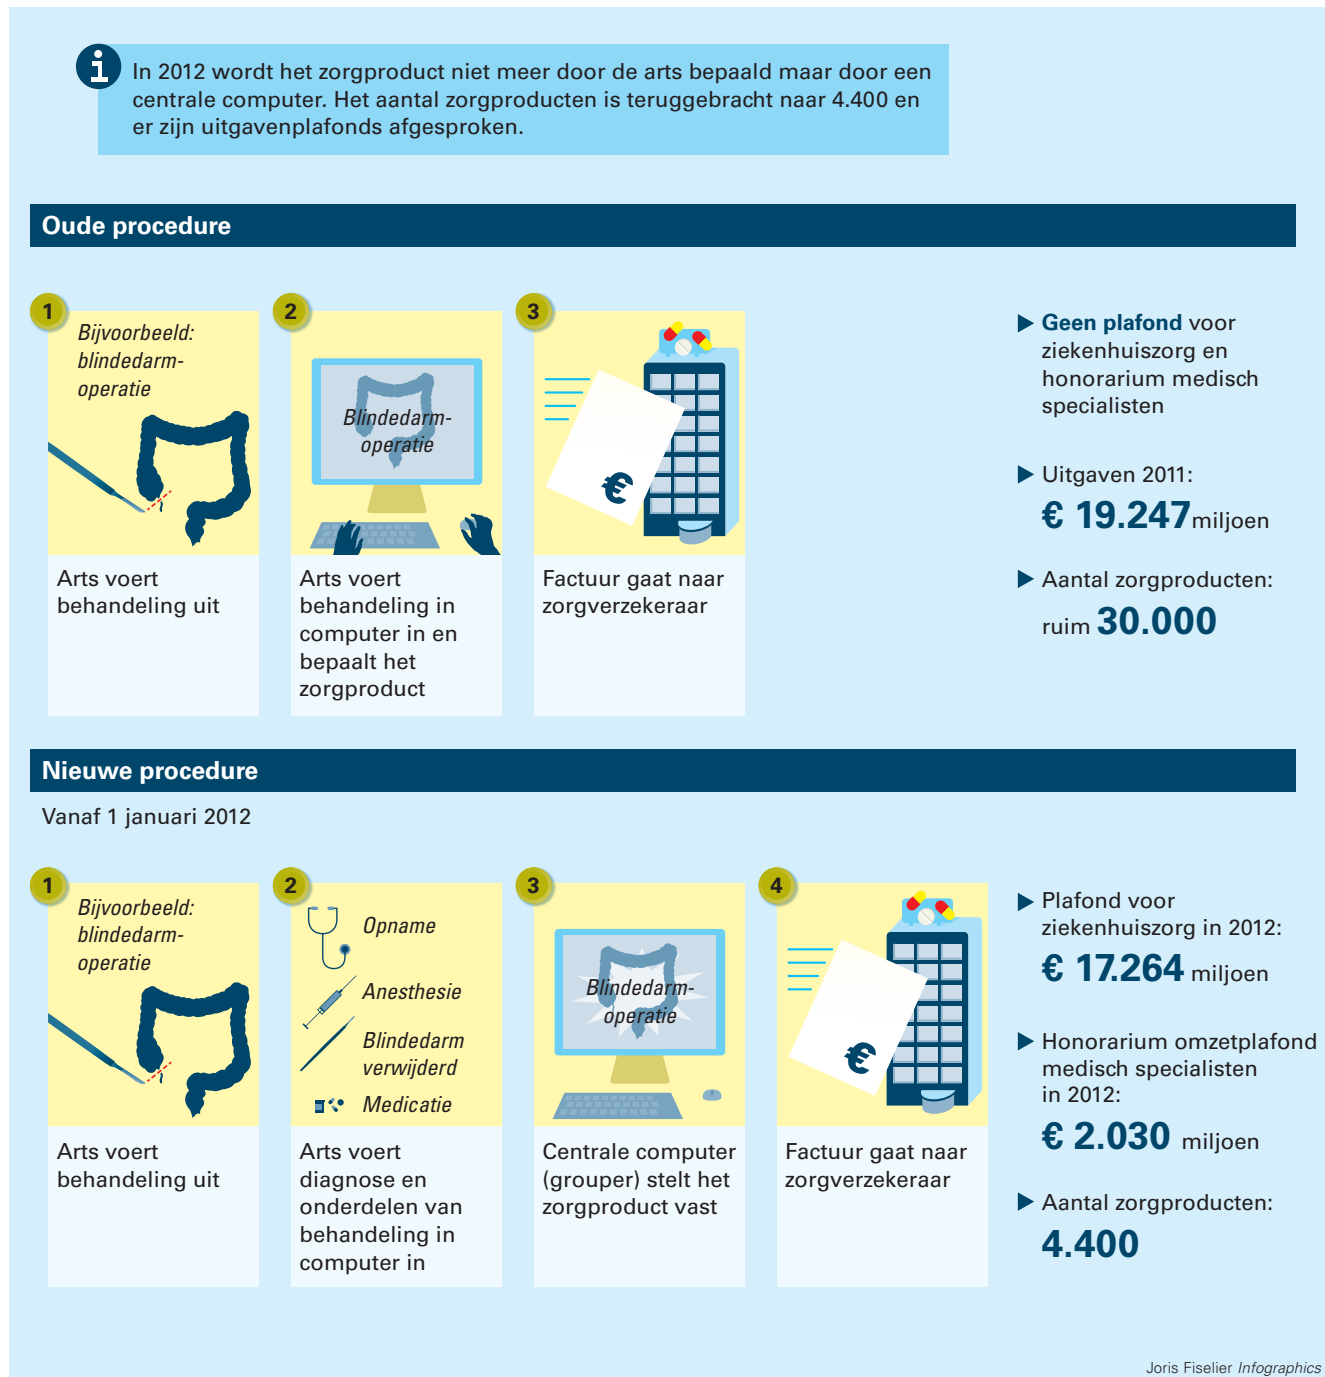 i
In 2012 wordt het zorgproduct niet meer door de arts bepaald maar door een
centrale computer. Het aantal zorgproducten is teruggebracht naar 4.400 en
er zijn uitgavenplafonds afgesproken.
Oude procedure
1
Bijvoorbeeld:
blindedarm-
operatie
Arts voert
behandeling uit
2
Blindedarm-
operatie
Arts voert
behandeling in
computer in en
bepaalt het
zorgproduct
3
€
Factuur gaat naar
zorgverzekeraar
Geen plafond voor
ziekenhuiszorg en
honorarium medisch
specialisten
Uitgaven 2011:
€ 19.247 miljoen
Aantal zorgproducten:
ruim 30.000
Nieuwe procedure
Vanaf 1 januari 2012
1
Bijvoorbeeld:
blindedarm-
operatie
Arts voert
behandeling uit
2
Opname
Anesthesie
Blindedarm
verwijderd
Medicatie
Arts voert
diagnose en
onderdelen van
behandeling in
computer in
3
Blindedarm-
operatie
Centrale computer
(grouper) stelt het
zorgproduct vast
4
€
Factuur gaat naar
zorgverzekeraar
Plafond voor
ziekenhuiszorg in 2012:
€ 17.264 miljoen
Honorarium omzetplafond
medisch specialisten
in 2012:
€ 2.030 miljoen
Aantal zorgproducten:
4.400
Joris Fiselier Infographics